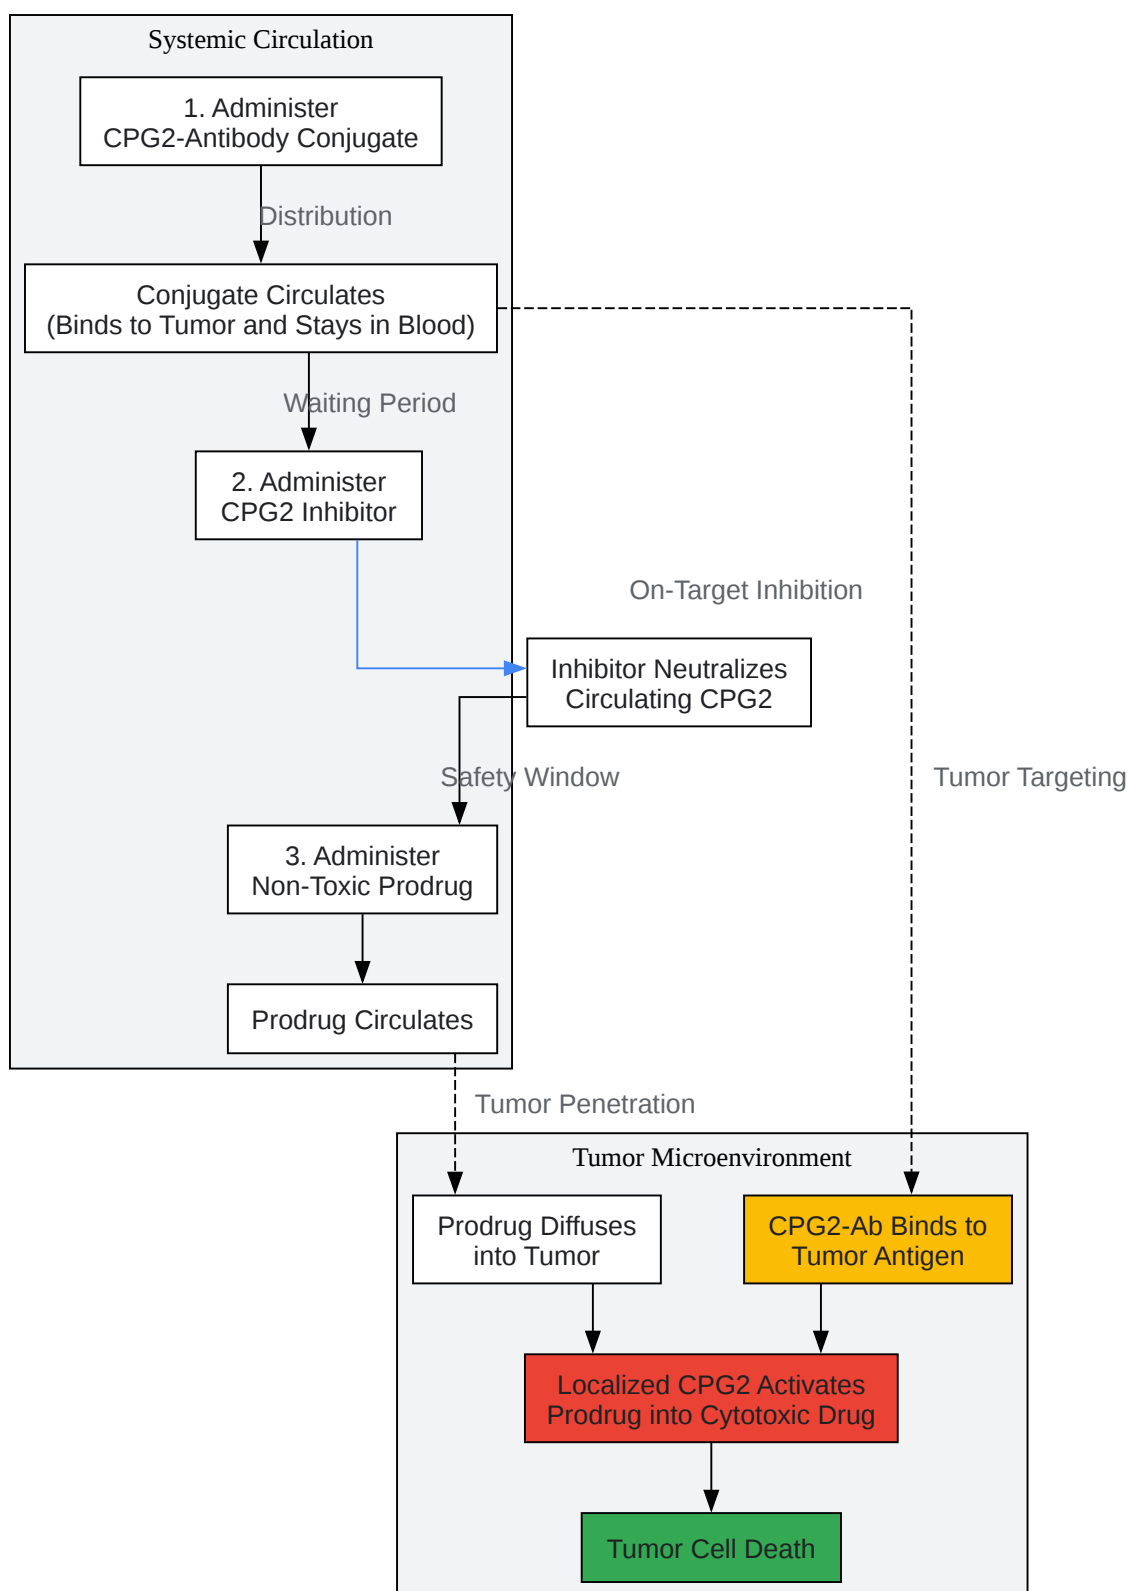 Systemic Circulation
1. Administer
CPG2-Antibody Conjugate
Distribution
Conjugate Circulates
(Binds to Tumor and Stays in Blood)
Waiting Period
2. Administer
CPG2 Inhibitor
On-Target Inhibition
Inhibitor Neutralizes
Circulating CPG2
Safety Window
Tumor Targeting
3. Administer
Non-Toxic Prodrug
Prodrug Circulates
Tumor Penetration
Tumor Microenvironment
Prodrug Diffuses
into Tumor
CPG2-Ab Binds to
Tumor Antigen
Localized CPG2 Activates
Prodrug into Cytotoxic Drug
Tumor Cell Death